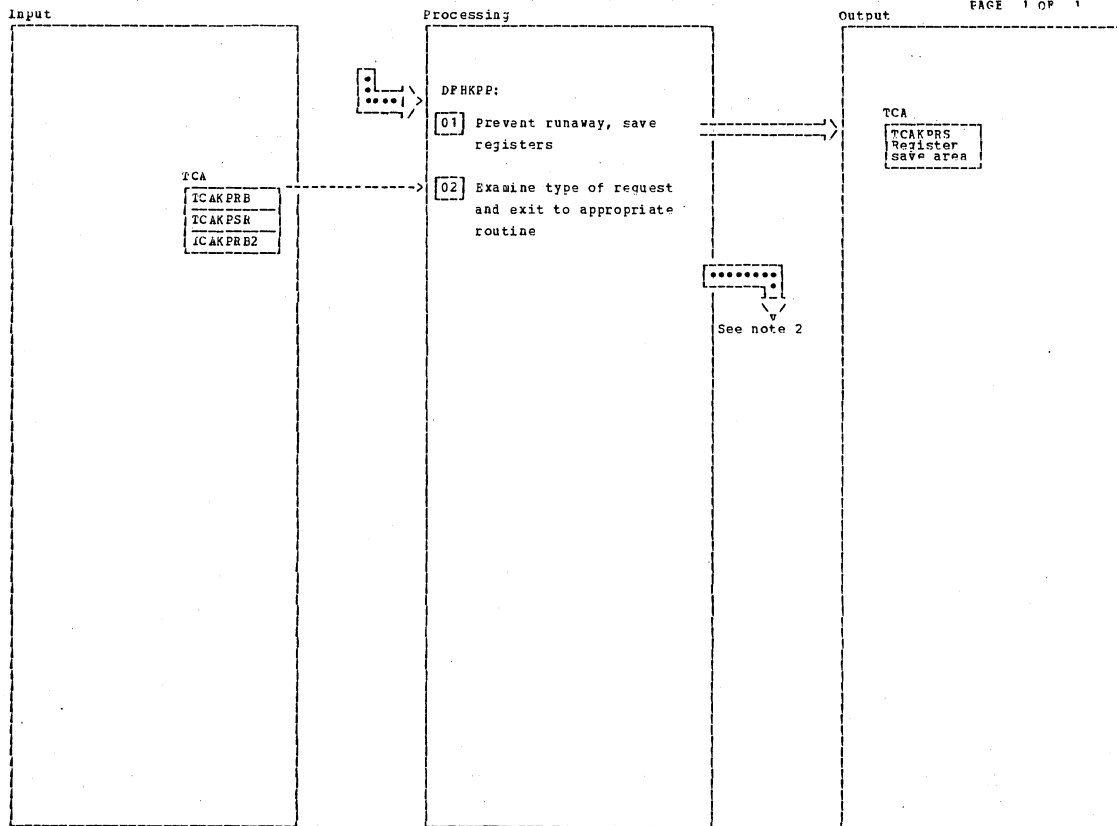 PAGE 1 OF 1
Input
Processing
Output
DFHKPP:
01 Prevent runaway, save
registers
TCA
TCAKPRS
Register
save area
TCA
TCAKPRB
TCAKPSR
TCAKPRB2
02 Examine type of request
and exit to appropriate
routine
See note 2